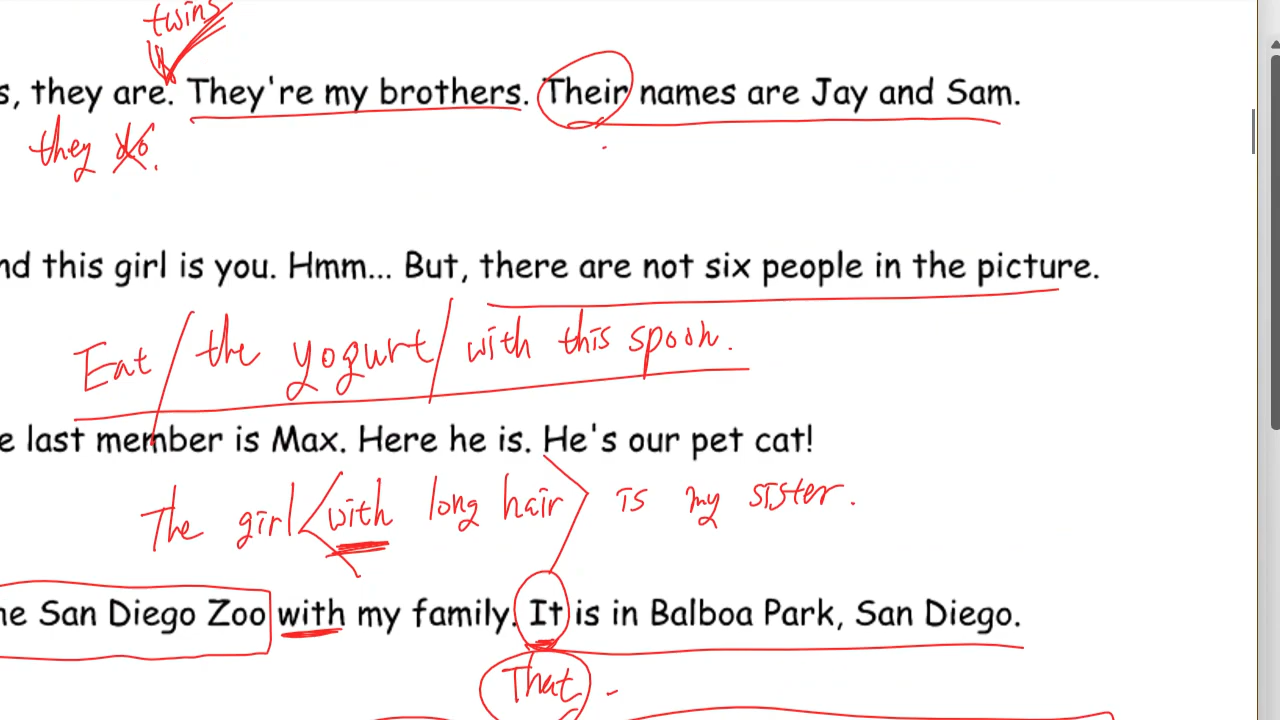 twins
s, they are. They're my brothers. Their names are Jay and Sam.
they do.
nd this girl is you. Hmm... But, there are not six people in the picture.
Eat / the yogurt / with this spoon.
e last member is Max. Here he is. He's our pet cat!
The girl < with long hair > is my sister.
ne San Diego Zoo with my family. It is in Balboa Park, San Diego.
That